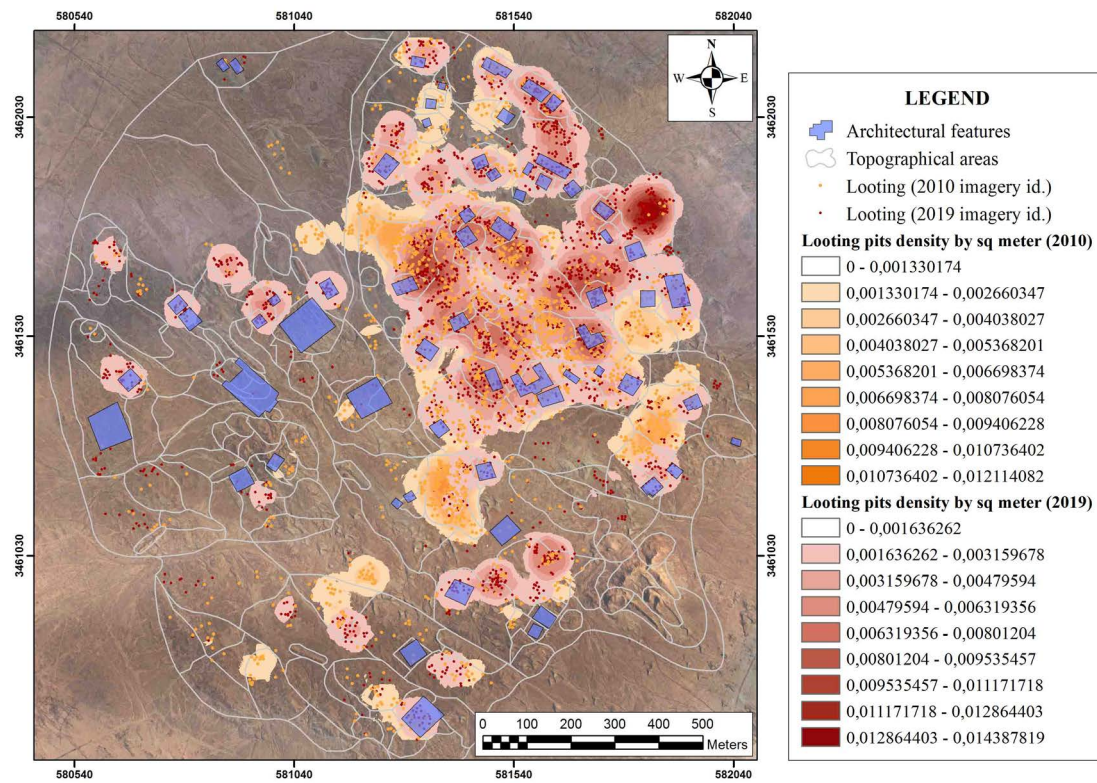 580540 581040 581540 582040
N
W E
S
3462030 3462030
3461530 3461530
3461030 3461030
0 100 200 300 400 500
Meters
580540 581040 581540 582040
LEGEND
Architectural features
Topographical areas
Looting (2010 imagery id.)
Looting (2019 imagery id.)
Looting pits density by sq meter (2010)
0 - 0,001330174
0,001330174 - 0,002660347
0,002660347 - 0,004038027
0,004038027 - 0,005368201
0,005368201 - 0,006698374
0,006698374 - 0,008076054
0,008076054 - 0,009406228
0,009406228 - 0,010736402
0,010736402 - 0,012114082
Looting pits density by sq meter (2019)
0 - 0,001636262
0,001636262 - 0,003159678
0,003159678 - 0,00479594
0,00479594 - 0,006319356
0,006319356 - 0,00801204
0,00801204 - 0,009535457
0,009535457 - 0,011171718
0,011171718 - 0,012864403
0,012864403 - 0,014387819